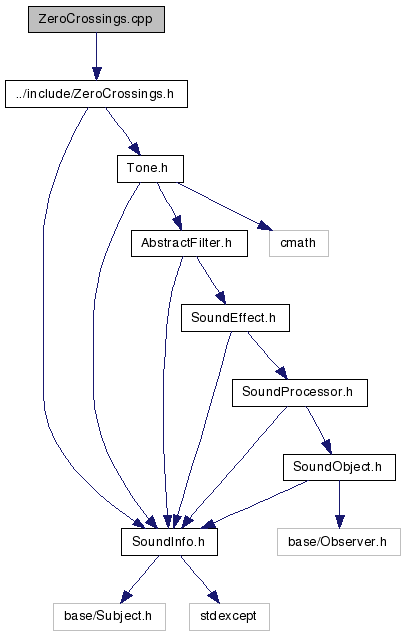 ZeroCrossings.cpp
../include/ZeroCrossings.h
Tone.h
AbstractFilter.h
cmath
SoundEffect.h
SoundProcessor.h
SoundObject.h
SoundInfo.h
base/Observer.h
base/Subject.h
stdexcept